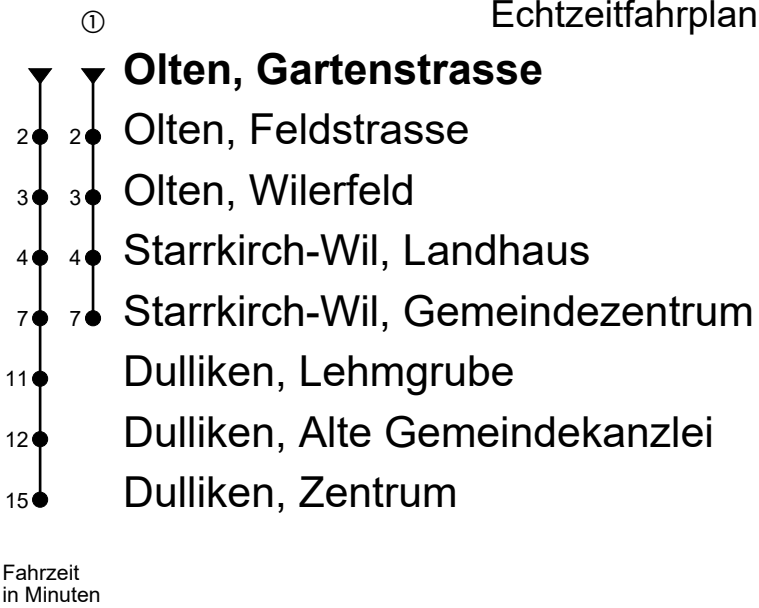 Echtzeitfahrplan
①
Olten, Gartenstrasse
2 2 Olten, Feldstrasse
3 3 Olten, Wilerfeld
4 4 Starrkirch-Wil, Landhaus
7 7 Starrkirch-Wil, Gemeindezentrum
11 Dulliken, Lehmgrube
12 Dulliken, Alte Gemeindekanzlei
15 Dulliken, Zentrum
Fahrzeit
in Minuten